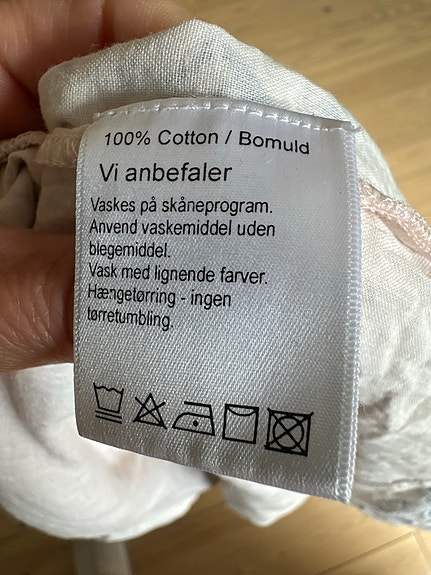 100% Cotton / Bomuld
Vi anbefaler
Vaskes på skåneprogram.
Anvend vaskemiddel uden
blegemiddel.
Vask med lignende farver.
Hængetørring - ingen
tørretumbling.